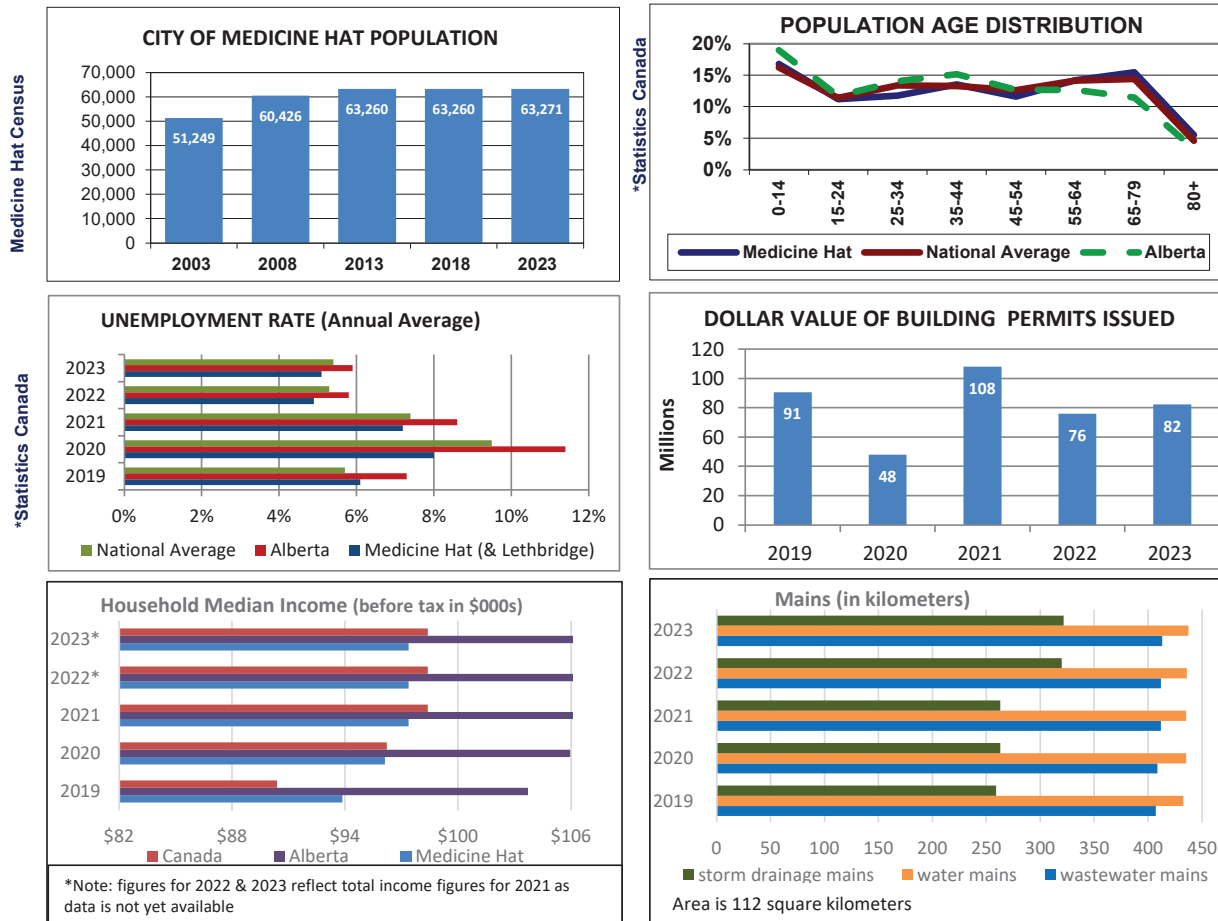 CITY OF MEDICINE HAT POPULATION
Medicine Hat Census
70,000
60,000
50,000
40,000
30,000
20,000
10,000
0
51,249
60,426
63,260
63,260
63,271
2003 2008 2013 2018 2023
POPULATION AGE DISTRIBUTION
*Statistics Canada
20%
15%
10%
5%
0%
0-14
15-24
25-34
35-44
45-54
55-64
65-79
80+
Medicine Hat National Average Alberta
UNEMPLOYMENT RATE (Annual Average)
*Statistics Canada
2023
2022
2021
2020
2019
0% 2% 4% 6% 8% 10% 12%
National Average Alberta Medicine Hat (& Lethbridge)
DOLLAR VALUE OF BUILDING PERMITS ISSUED
Millions
120
100
80
60
40
20
0
91
48
108
76
82
2019 2020 2021 2022 2023
Household Median Income (before tax in $000s)
2023*
2022*
2021
2020
2019
$82 $88 $94 $100 $106
Canada Alberta Medicine Hat
*Note: figures for 2022 & 2023 reflect total income figures for 2021 as
data is not yet available
Mains (in kilometers)
2023
2022
2021
2020
2019
0 50 100 150 200 250 300 350 400 450
storm drainage mains water mains wastewater mains
Area is 112 square kilometers